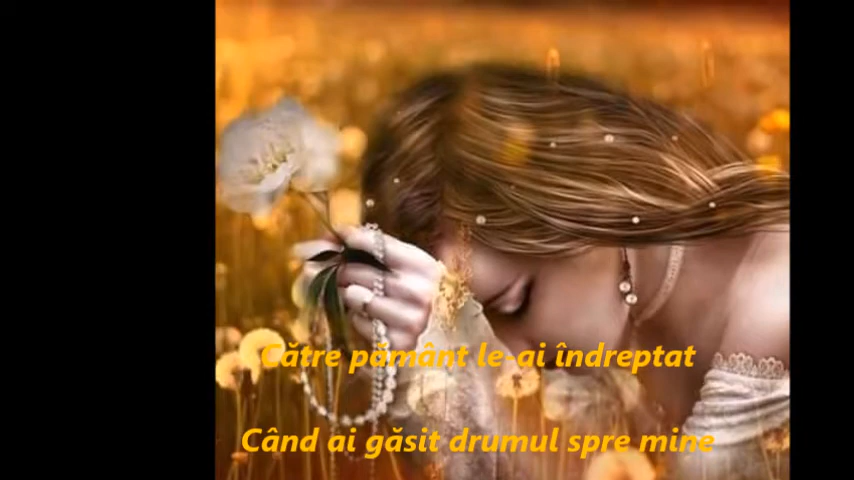 Către pământ le-ai îndreptat
Când ai găsit drumul spre mine